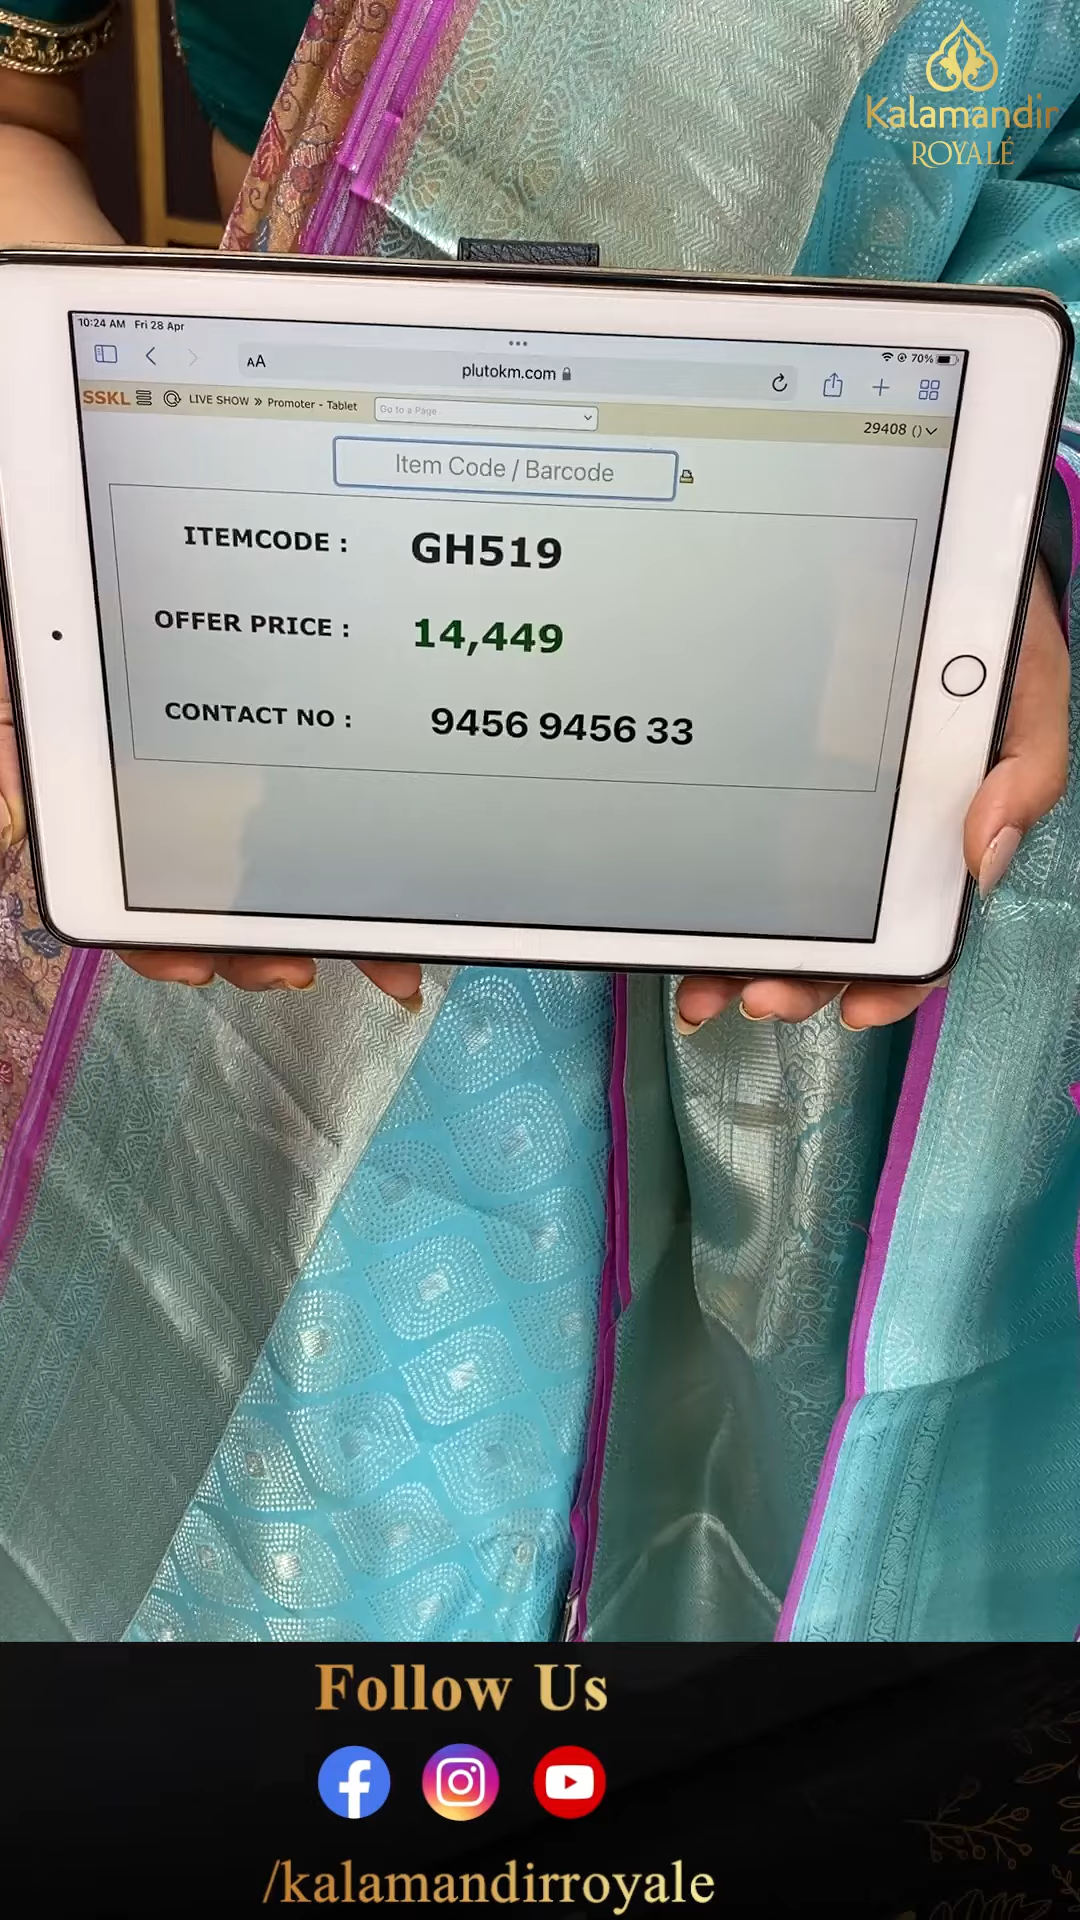 Kalamandir
ROYALÉ
10:24 AM Fri 28 Apr
70%
AA
plutokm.com
SSKL
LIVE SHOW » Promoter - Tablet
Go to a Page
29408 ()
Item Code / Barcode
ITEMCODE : GH519
OFFER PRICE : 14,449
CONTACT NO : 9456 9456 33
Follow Us
/kalamandirroyale